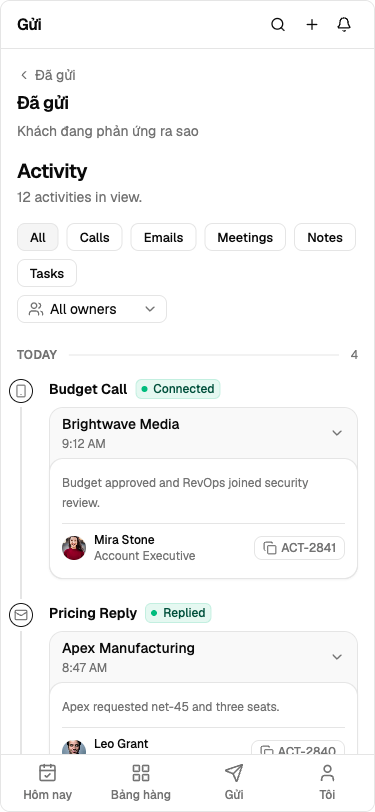 Gửi
Đã gửi
Đã gửi
Khách đang phản ứng ra sao
Activity
12 activities in view.
All
Calls
Emails
Meetings
Notes
Tasks
All owners
TODAY
4
Budget Call
Connected
Brightwave Media
9:12 AM
Budget approved and RevOps joined security
review.
Mira Stone
Account Executive
ACT-2841
Pricing Reply
Replied
Apex Manufacturing
8:47 AM
Apex requested net-45 and three seats.
Leo Grant
ACT-2840
Hôm nay
Bảng hàng
Gửi
Tôi